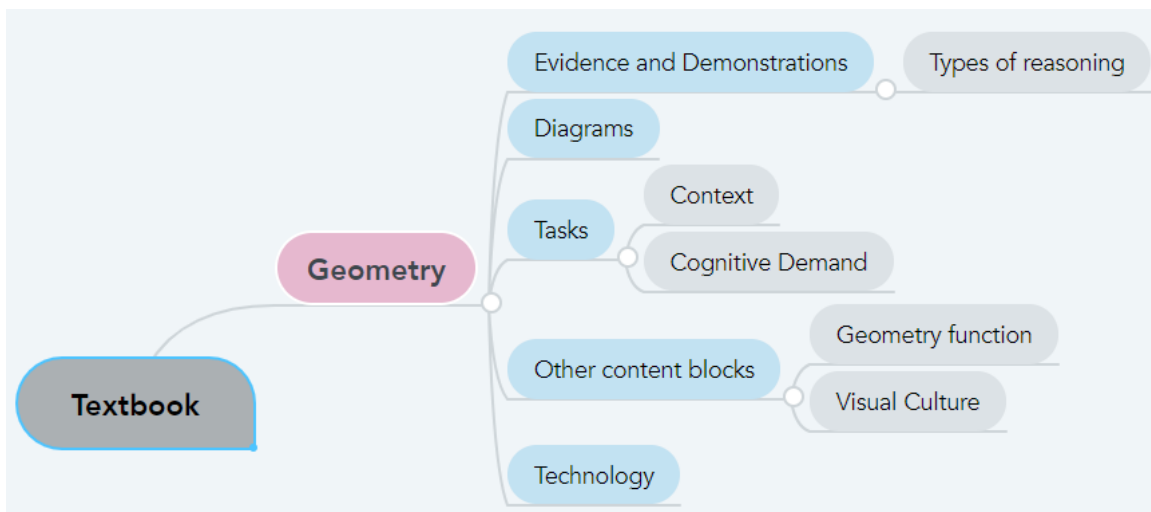 Evidence and Demonstrations
Types of reasoning
Diagrams
Context
Tasks
Cognitive Demand
Geometry
Geometry function
Other content blocks
Visual Culture
Textbook
Technology